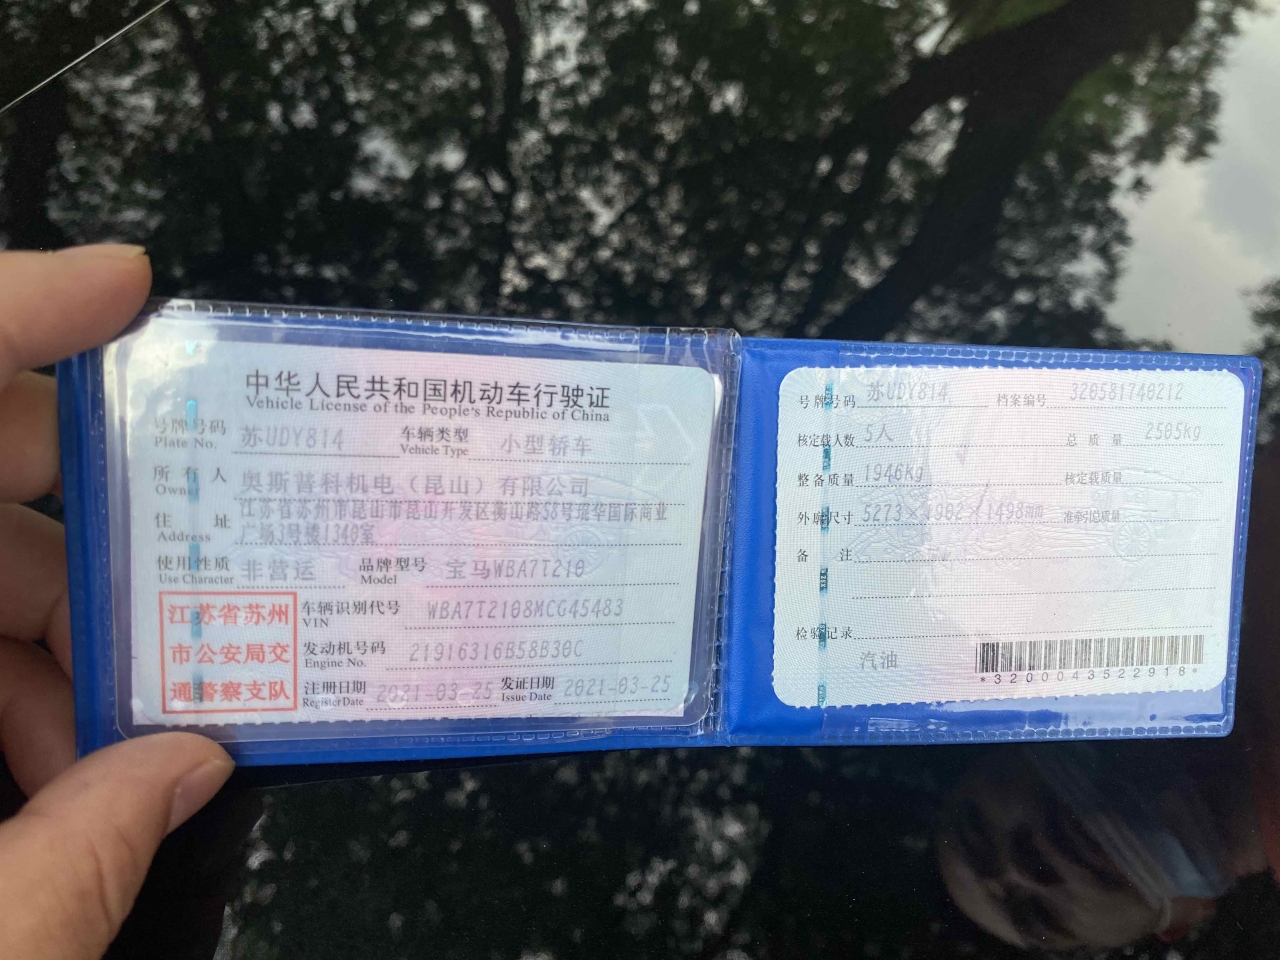 中华人民共和国机动车行驶证
Vehicle License of the People's Republic of China
号牌号码 苏UDY814 车辆类型 小型轿车
Plate No. Vehicle Type
所有人 奥斯普科机电（昆山）有限公司
Owner
住址 江苏省苏州市昆山市昆山开发区衡山路58号琨华国际商业
Address 广场3号楼1340室
使用性质 非营运 品牌型号 宝马WBA7T210
Use Character Model
江苏省苏州
市公安局交
通警察支队
车辆识别代号 WBA7T2108MCG45483
VIN
发动机号码 21916316B58B30C
Engine No.
注册日期 2021-03-25 发证日期 2021-03-25
Register Date Issue Date
号牌号码 苏UDY814 档案编号 320581740212
核定载人数 5人 总质量 2505kg
整备质量 1946kg 核定载质量
外廓尺寸 5273×1902×1498mm 准牵引总质量
备注
检验记录
汽油
*3200043522918*